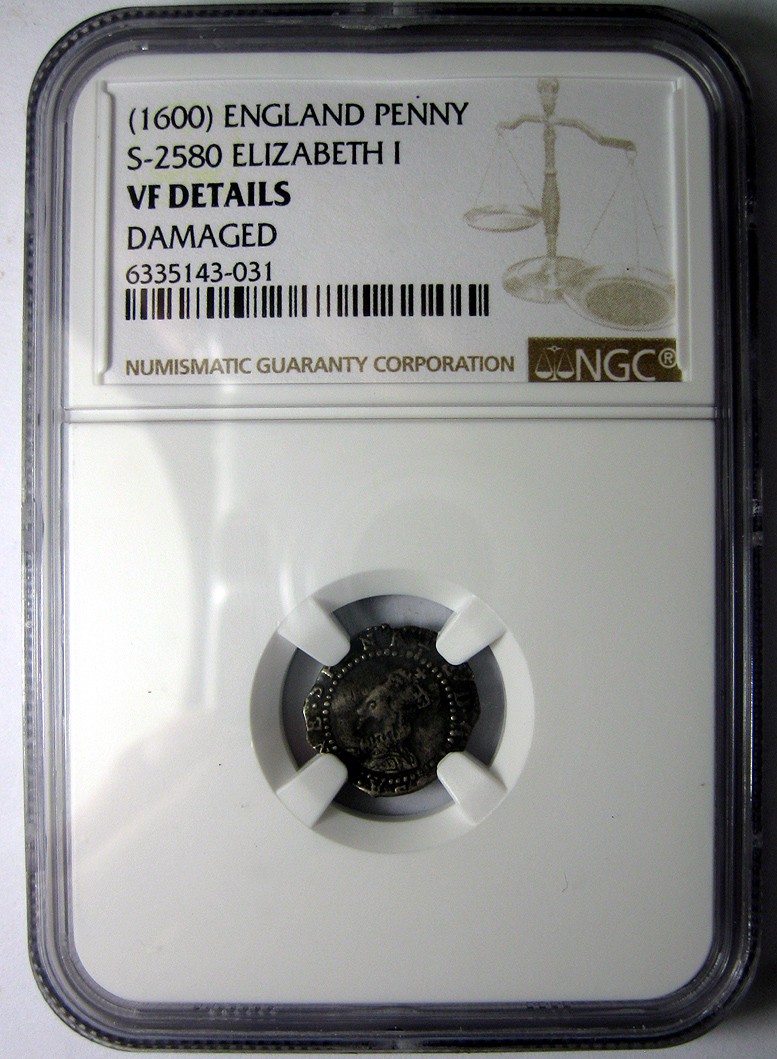 (1600) ENGLAND PENNY
S-2580 ELIZABETH I
VF DETAILS
DAMAGED
6335143-031
NUMISMATIC GUARANTY CORPORATION
NGC®